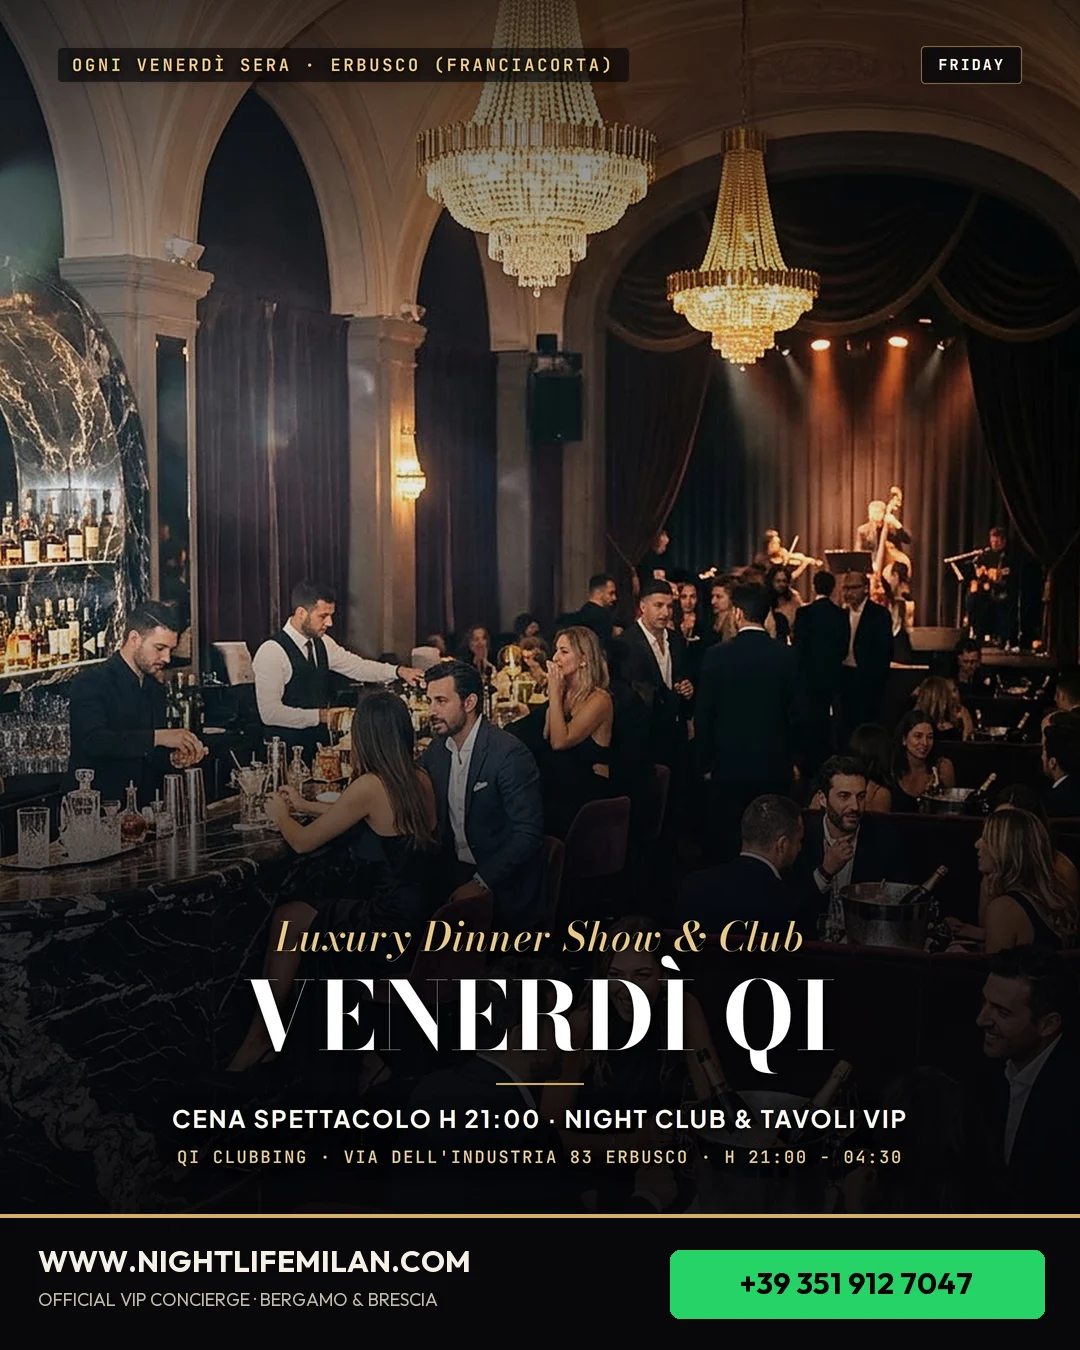 OGNI VENERDÌ SERA · ERBUSCO (FRANCIACORTA)
FRIDAY
Luxury Dinner Show & Club
VENERDÌ QI
CENA SPETTACOLO H 21:00 · NIGHT CLUB & TAVOLI VIP
QI CLUBBING · VIA DELL'INDUSTRIA 83 ERBUSCO · H 21:00 - 04:30
WWW.NIGHTLIFEMILAN.COM
OFFICIAL VIP CONCIERGE · BERGAMO & BRESCIA
+39 351 912 7047